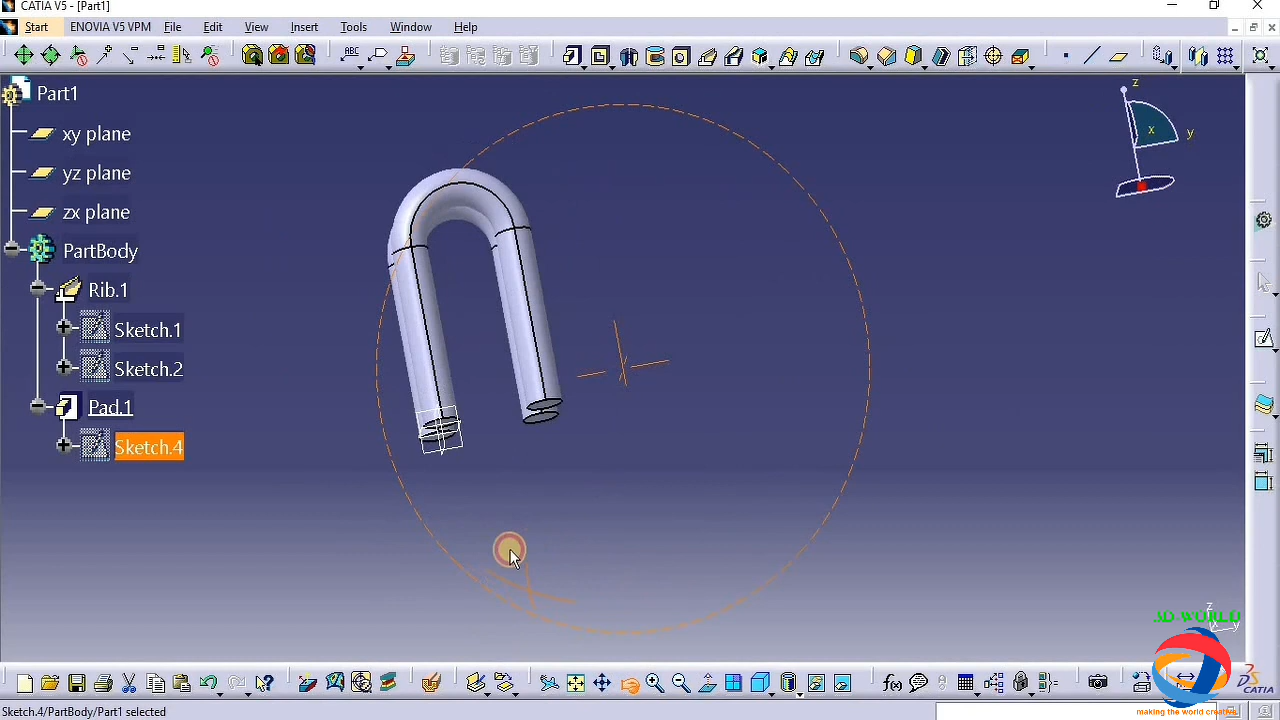 CATIA V5 - [Part1]
Start ENOVIA V5 VPM File Edit View Insert Tools Window Help
ABC
Part1
xy plane
yz plane
zx plane
PartBody
Rib.1
Sketch.1
Sketch.2
Pad.1
Sketch.4
z
x
y
3D-WORLD
z
x
y
f(x)
CATIA
making the world creative
Sketch.4/PartBody/Part1 selected